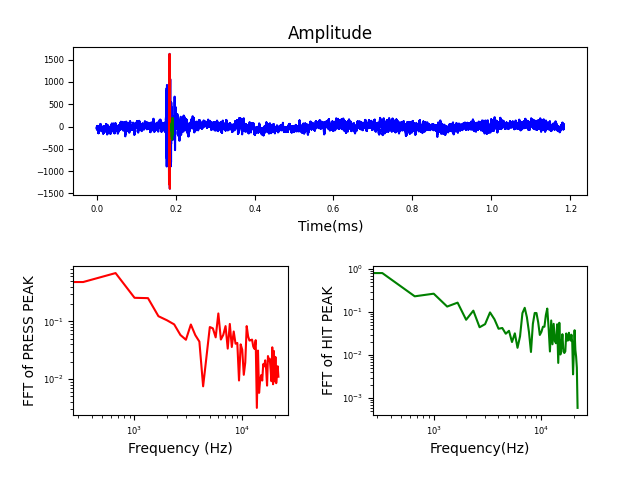 Amplitude
1500
1000
500
0
−500
−1000
−1500
0.0 0.2 0.4 0.6 0.8 1.0 1.2
Time(ms)
FFT of PRESS PEAK
10⁻¹
10⁻²
10³ 10⁴
Frequency (Hz)
FFT of HIT PEAK
10⁰
10⁻¹
10⁻²
10⁻³
10³ 10⁴
Frequency(Hz)